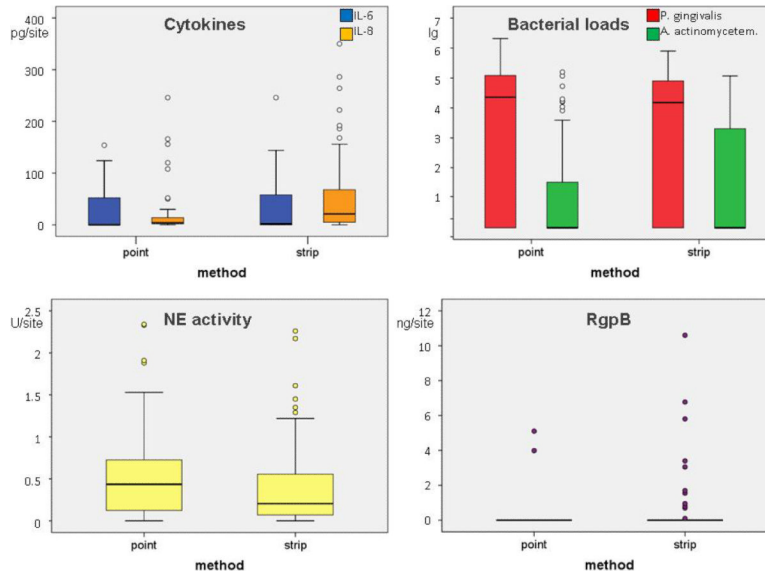 400
pg/site
300
200
100
0
Cytokines
IL-6
IL-8
point
strip
method
7
lg
6
5
4
3
2
1
Bacterial loads
P. gingivalis
A. actinomycetem.
point
strip
method
2.5
U/site
2
1.5
1
0.5
0
NE activity
point
strip
method
12
ng/site
10
8
6
4
2
0
RgpB
point
strip
method